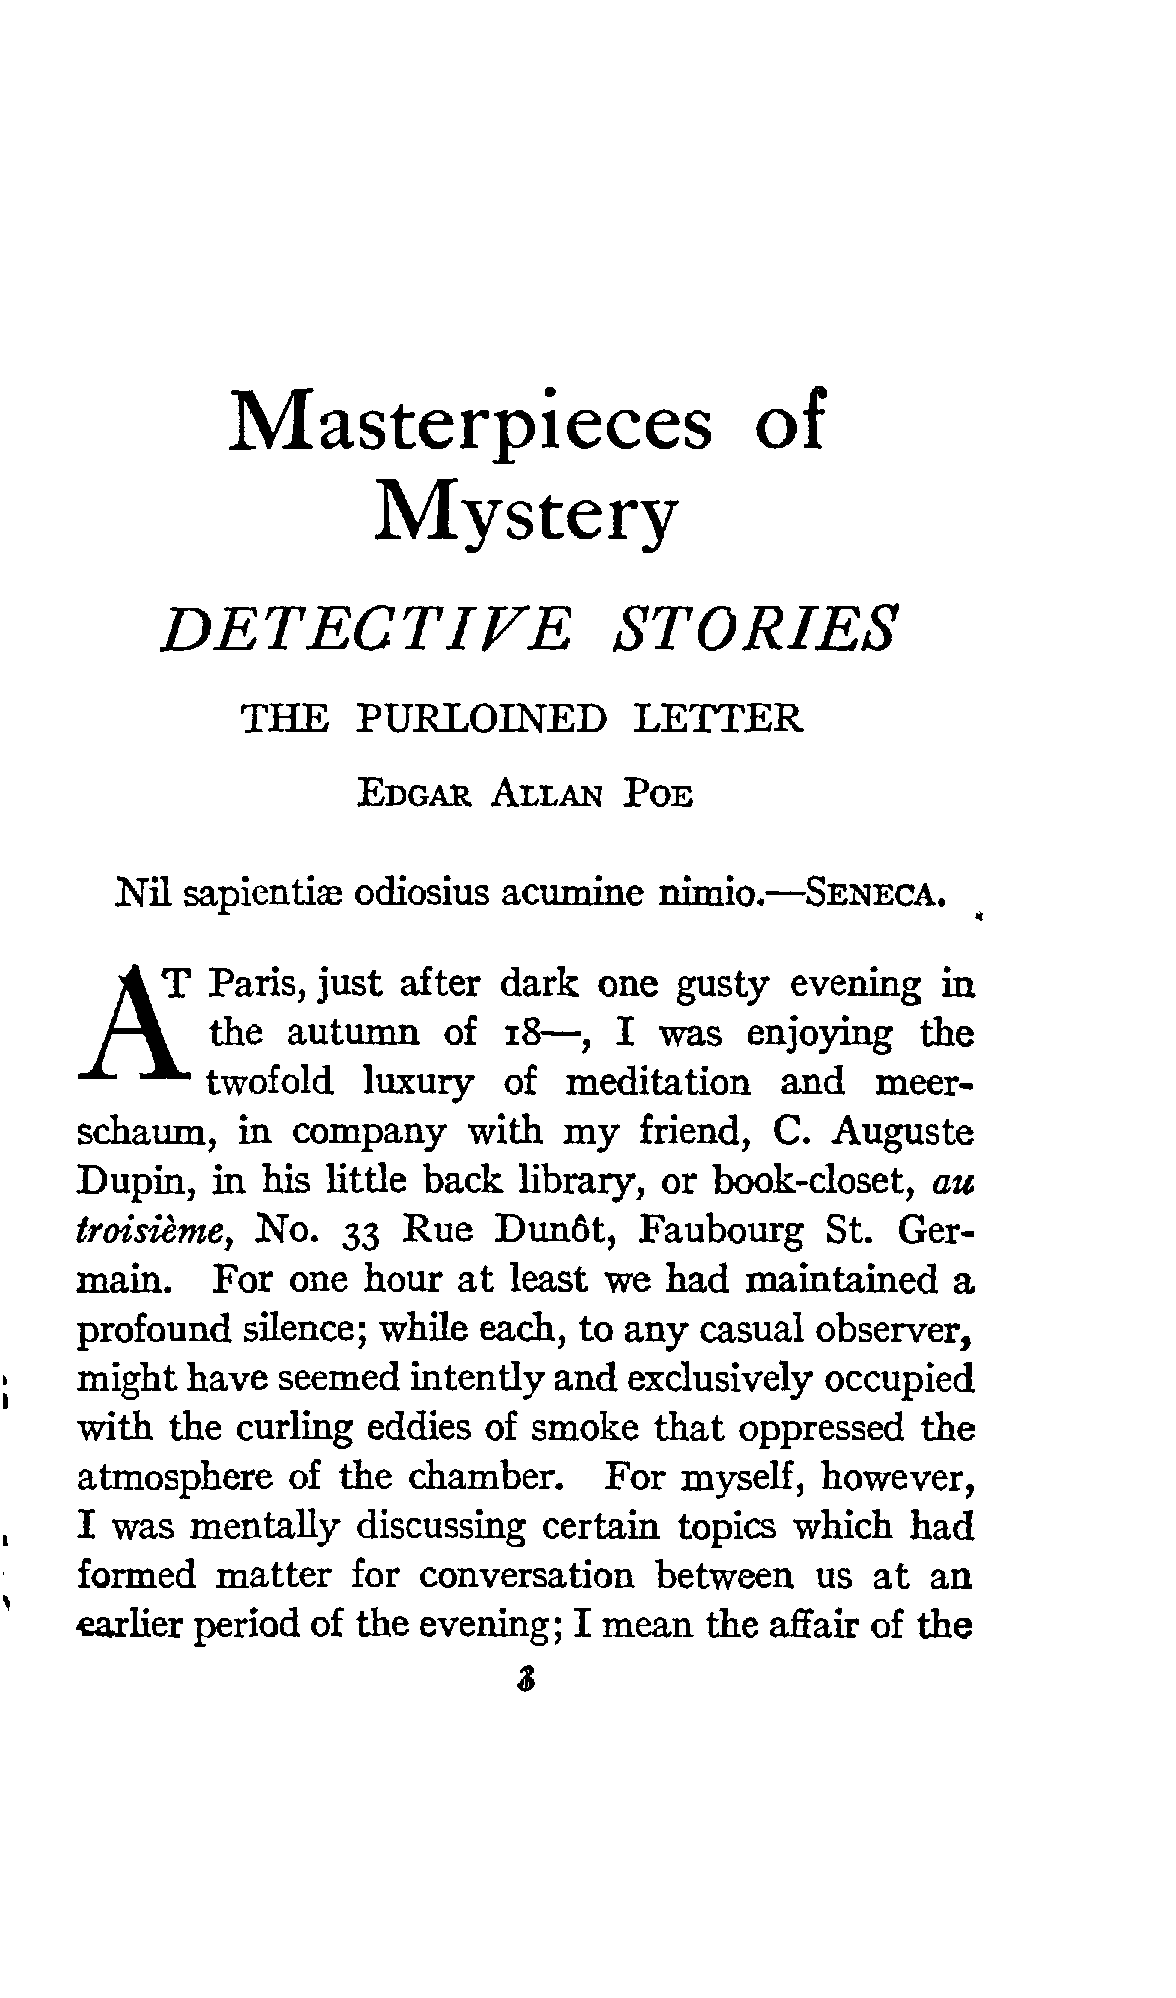 Masterpieces of
Mystery
DETECTIVE STORIES
THE PURLOINED LETTER
EDGAR ALLAN POE
Nil sapientiæ odiosius acumine nimio.—SENECA.
AT Paris, just after dark one gusty evening in
the autumn of 18—, I was enjoying the
twofold luxury of meditation and meer-
schaum, in company with my friend, C. Auguste
Dupin, in his little back library, or book-closet, au
troisième, No. 33 Rue Dunôt, Faubourg St. Ger-
main. For one hour at least we had maintained a
profound silence; while each, to any casual observer,
might have seemed intently and exclusively occupied
with the curling eddies of smoke that oppressed the
atmosphere of the chamber. For myself, however,
I was mentally discussing certain topics which had
formed matter for conversation between us at an
earlier period of the evening; I mean the affair of the